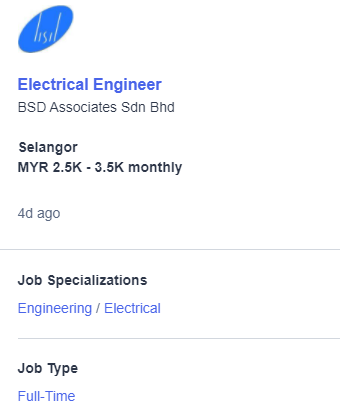 bsd
Electrical Engineer
BSD Associates Sdn Bhd
Selangor
MYR 2.5K - 3.5K monthly
4d ago
Job Specializations
Engineering / Electrical
Job Type
Full-Time